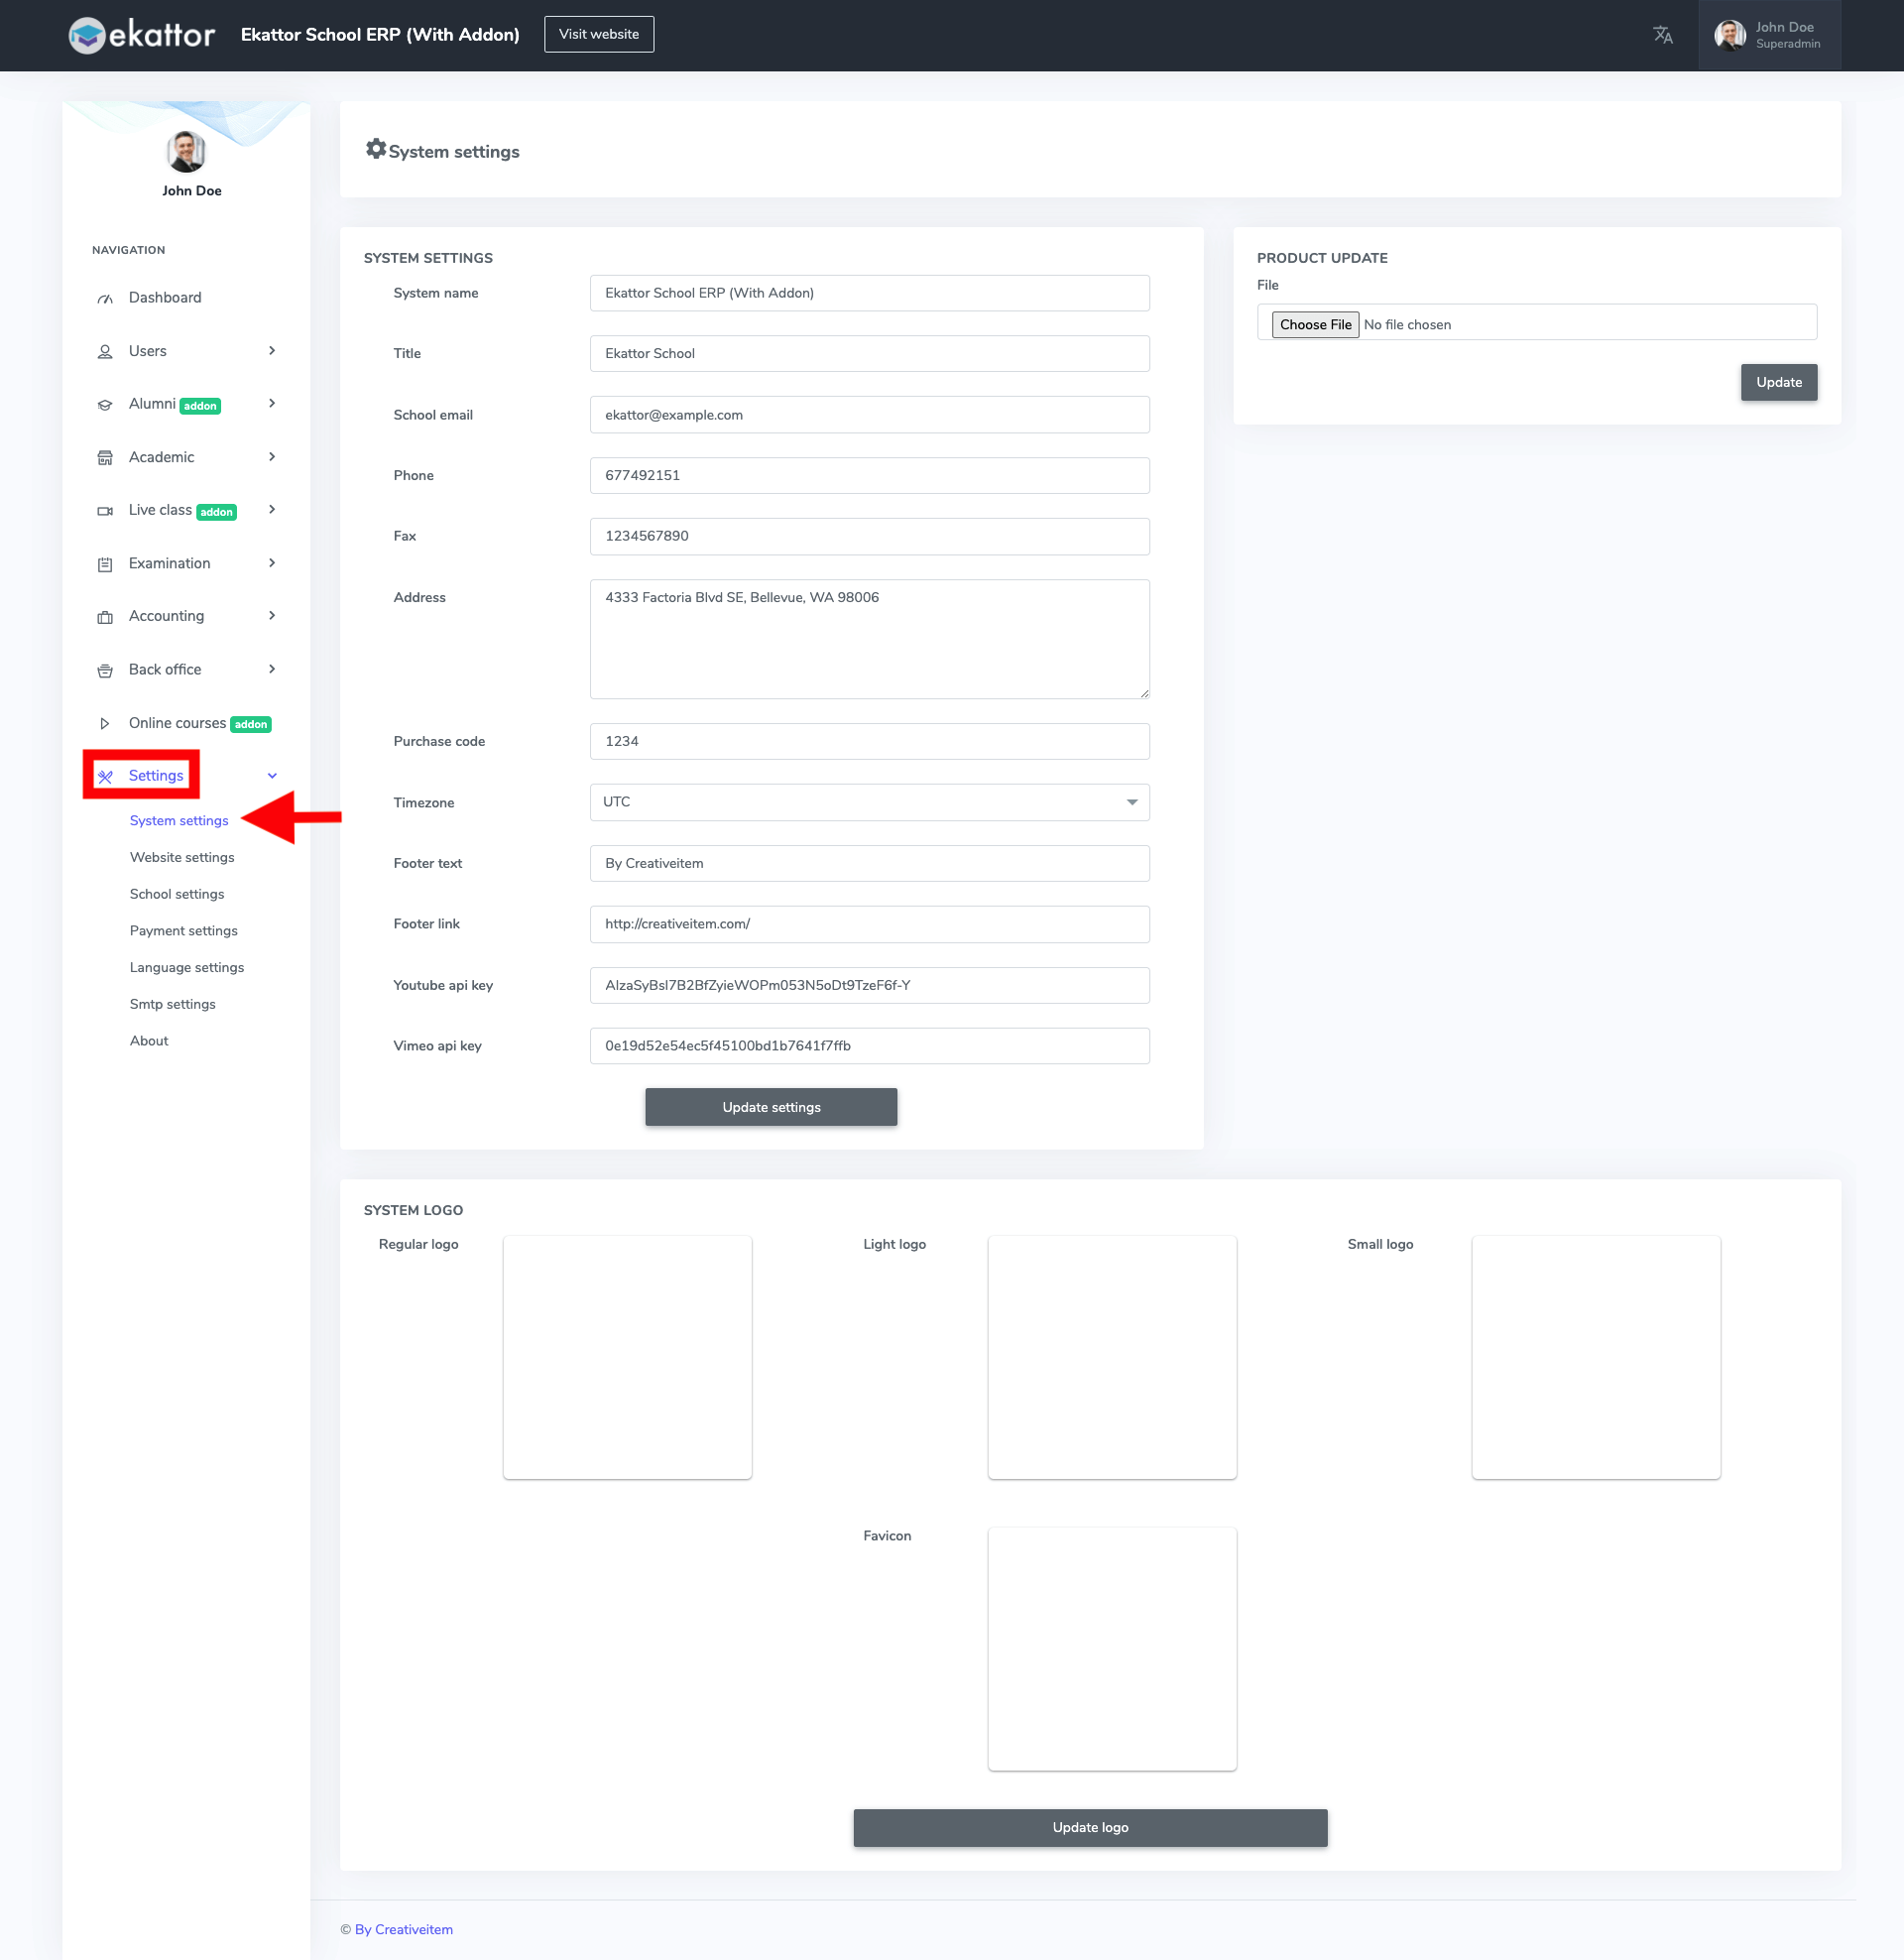 ekattor Ekattor School ERP (With Addon) Visit website
John Doe
Superadmin
John Doe
NAVIGATION
Dashboard
Users
Alumni addon
Academic
Live class addon
Examination
Accounting
Back office
Online courses addon
Settings
System settings
Website settings
School settings
Payment settings
Language settings
Smtp settings
About
System settings
SYSTEM SETTINGS
System name Ekattor School ERP (With Addon)
Title Ekattor School
School email ekattor@example.com
Phone 677492151
Fax 1234567890
Address 4333 Factoria Blvd SE, Bellevue, WA 98006
Purchase code 1234
Timezone UTC
Footer text By Creativeitem
Footer link http://creativeitem.com/
Youtube api key AIzaSyBsI7B2BfZyieWOPm053N5oDt9TzeF6f-Y
Vimeo api key 0e19d52e54ec5f45100bd1b7641f7ffb
Update settings
PRODUCT UPDATE
File
Choose File No file chosen
Update
SYSTEM LOGO
Regular logo Light logo Small logo
Favicon
Update logo
© By Creativeitem